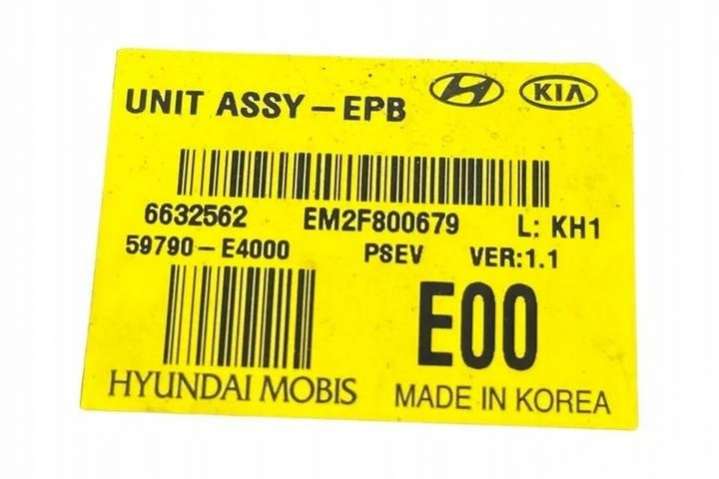 KIA
UNIT ASSY-EPB
6632562 EM2F800679 L: KH1
59790-E4000 PSEV VER:1.1
E00
HYUNDAI MOBIS MADE IN KOREA